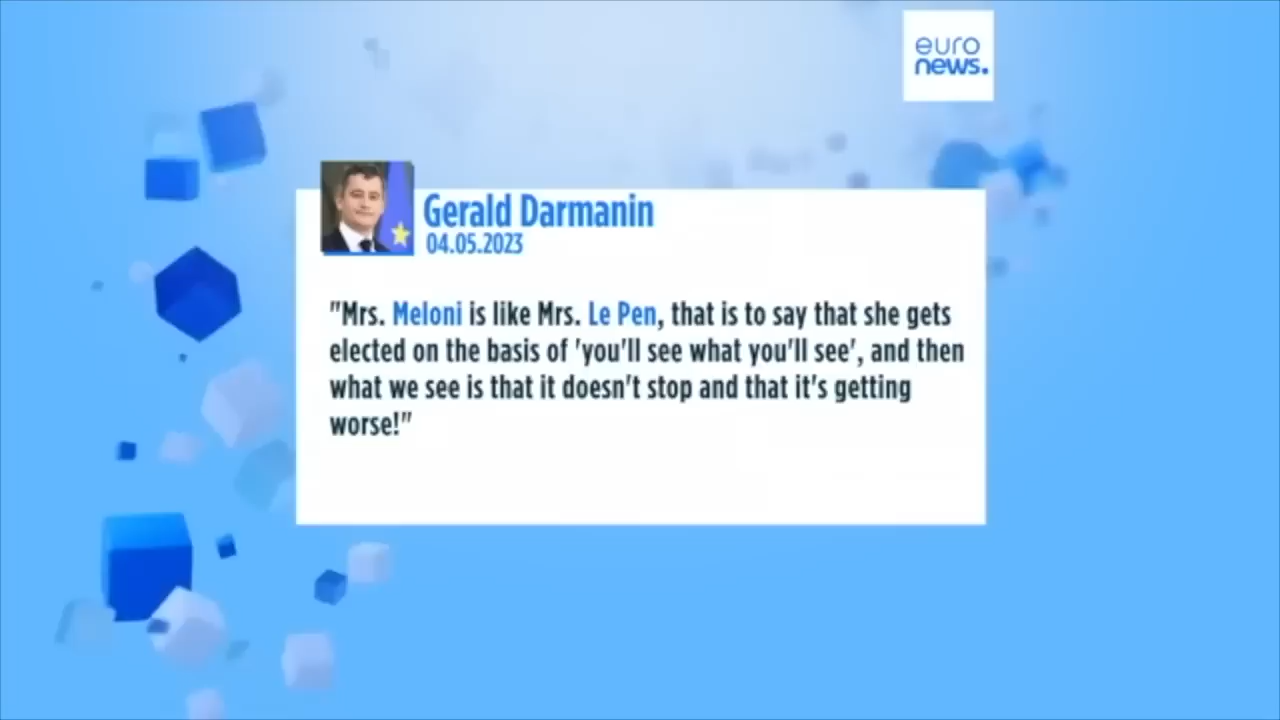 euro
news.
Gerald Darmanin
04.05.2023
"Mrs. Meloni is like Mrs. Le Pen, that is to say that she gets
elected on the basis of 'you'll see what you'll see', and then
what we see is that it doesn't stop and that it's getting
worse!"